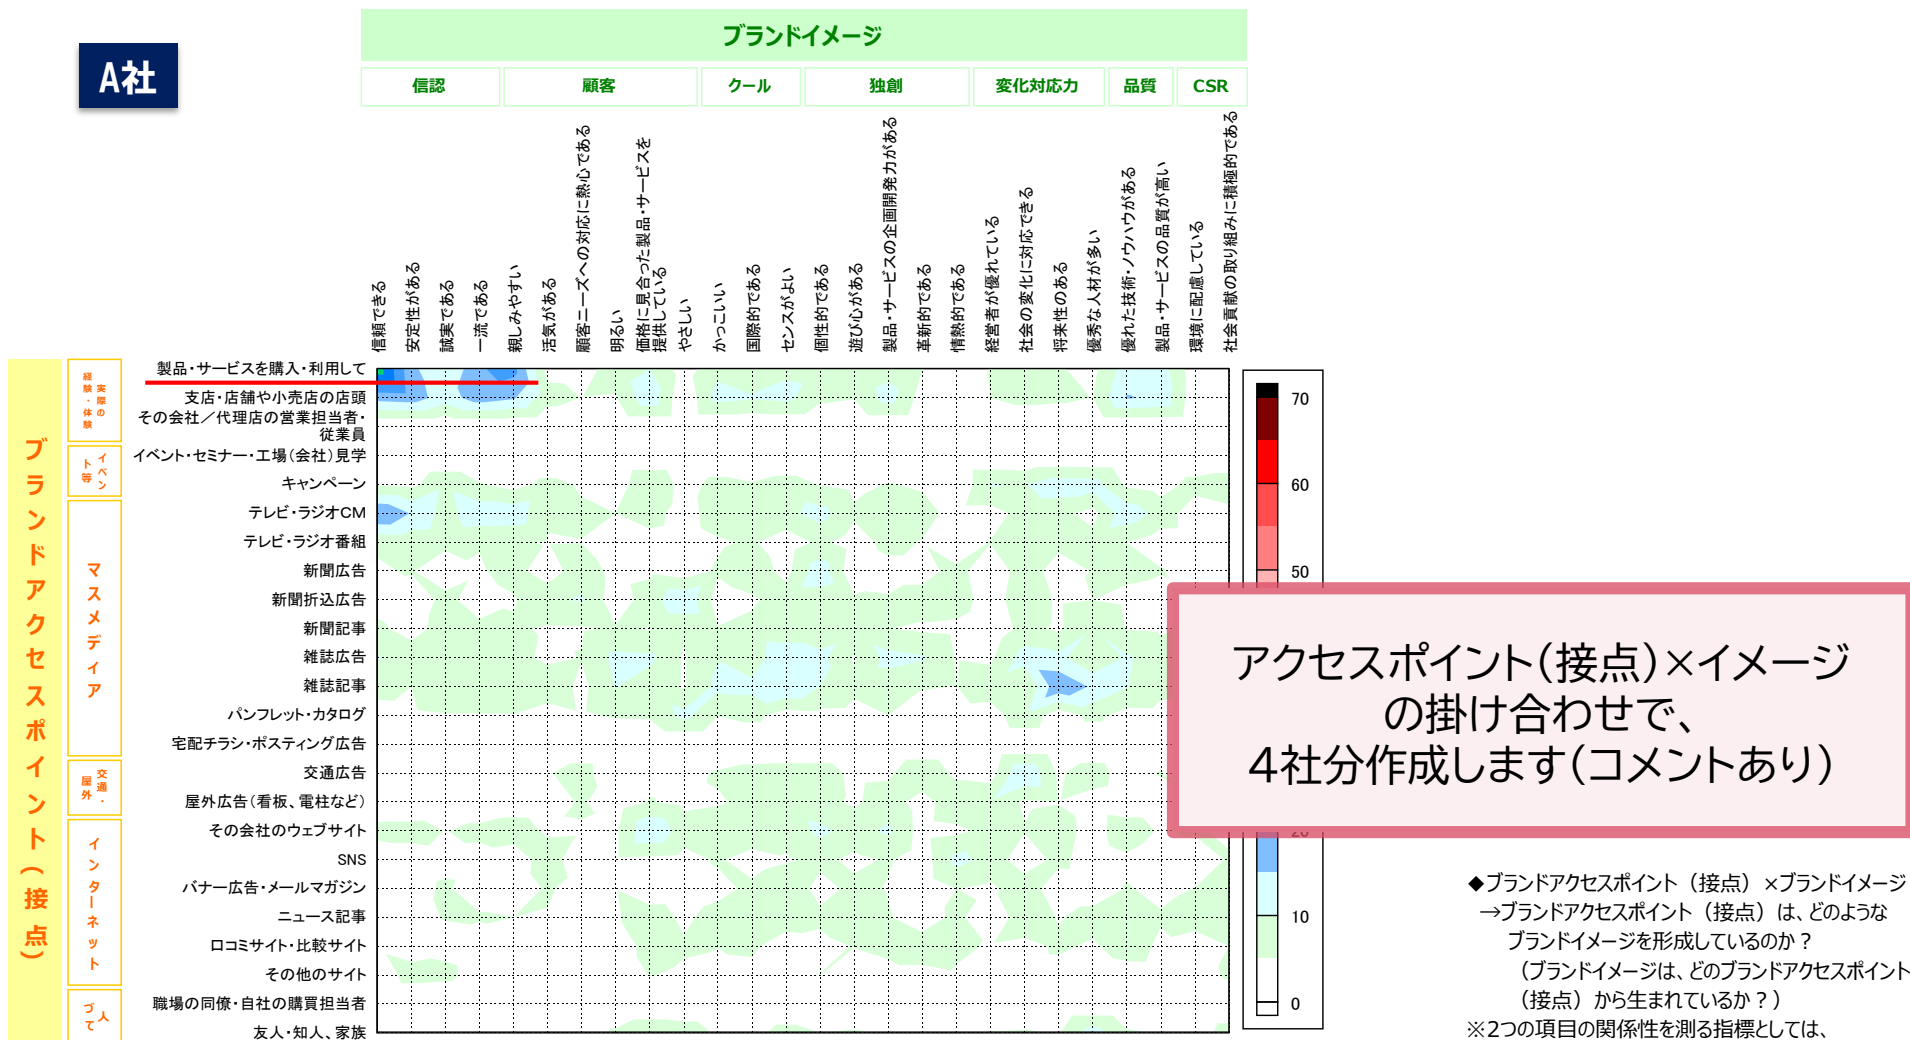 A社
ブランドイメージ
信認
顧客
クール
独創
変化対応力
品質
CSR
信頼できる
安定性がある
誠実である
一流である
親しみやすい
活気がある
顧客ニーズへの対応に熱心である
明るい
価格に見合った製品・サービスを
提供している
やさしい
かっこいい
国際的である
センスがよい
個性的である
遊び心がある
製品・サービスの企画開発力がある
革新的である
情熱的である
経営者が優れている
社会の変化に対応できる
将来性のある
優秀な人材が多い
優れた技術・ノウハウがある
製品・サービスの品質が高い
環境に配慮している
社会貢献の取り組みに積極的である
ブランドアクセスポイント(接点)
実際の
経験・体験
製品・サービスを購入・利用して
支店・店舗や小売店の店頭
その会社/代理店の営業担当者・
従業員
イベン
ト等
イベント・セミナー・工場(会社)見学
キャンペーン
マスメディア
テレビ・ラジオCM
テレビ・ラジオ番組
新聞広告
新聞折込広告
新聞記事
雑誌広告
雑誌記事
パンフレット・カタログ
宅配チラシ・ポスティング広告
交通・
屋外
交通広告
屋外広告(看板、電柱など)
インターネット
その会社のウェブサイト
SNS
バナー広告・メールマガジン
ニュース記事
口コミサイト・比較サイト
その他のサイト
人
づて
職場の同僚・自社の購買担当者
友人・知人、家族
70
60
50
20
10
0
アクセスポイント(接点)×イメージ
の掛け合わせで、
4社分作成します(コメントあり)
◆ブランドアクセスポイント(接点)×ブランドイメージ
→ブランドアクセスポイント(接点)は、どのような
ブランドイメージを形成しているのか?
(ブランドイメージは、どのブランドアクセスポイント
(接点)から生まれているか?)
※2つの項目の関係性を測る指標としては、